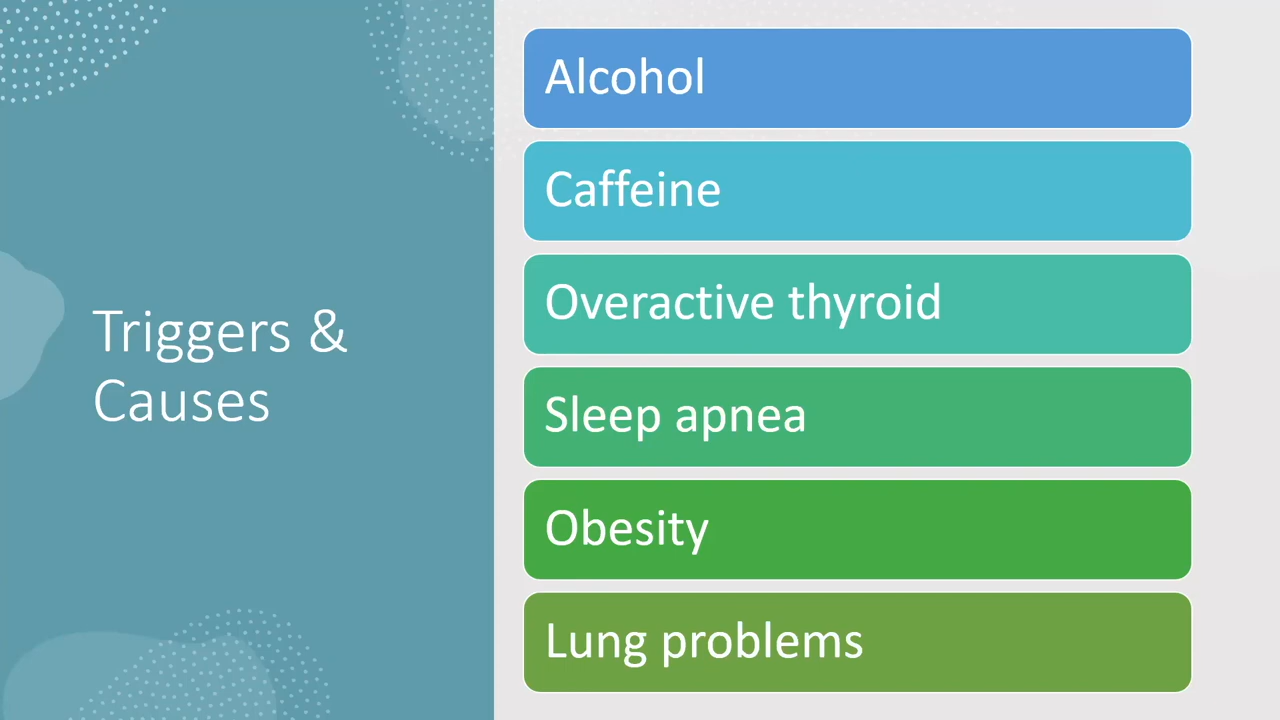 Triggers &
Causes
Alcohol
Caffeine
Overactive thyroid
Sleep apnea
Obesity
Lung problems